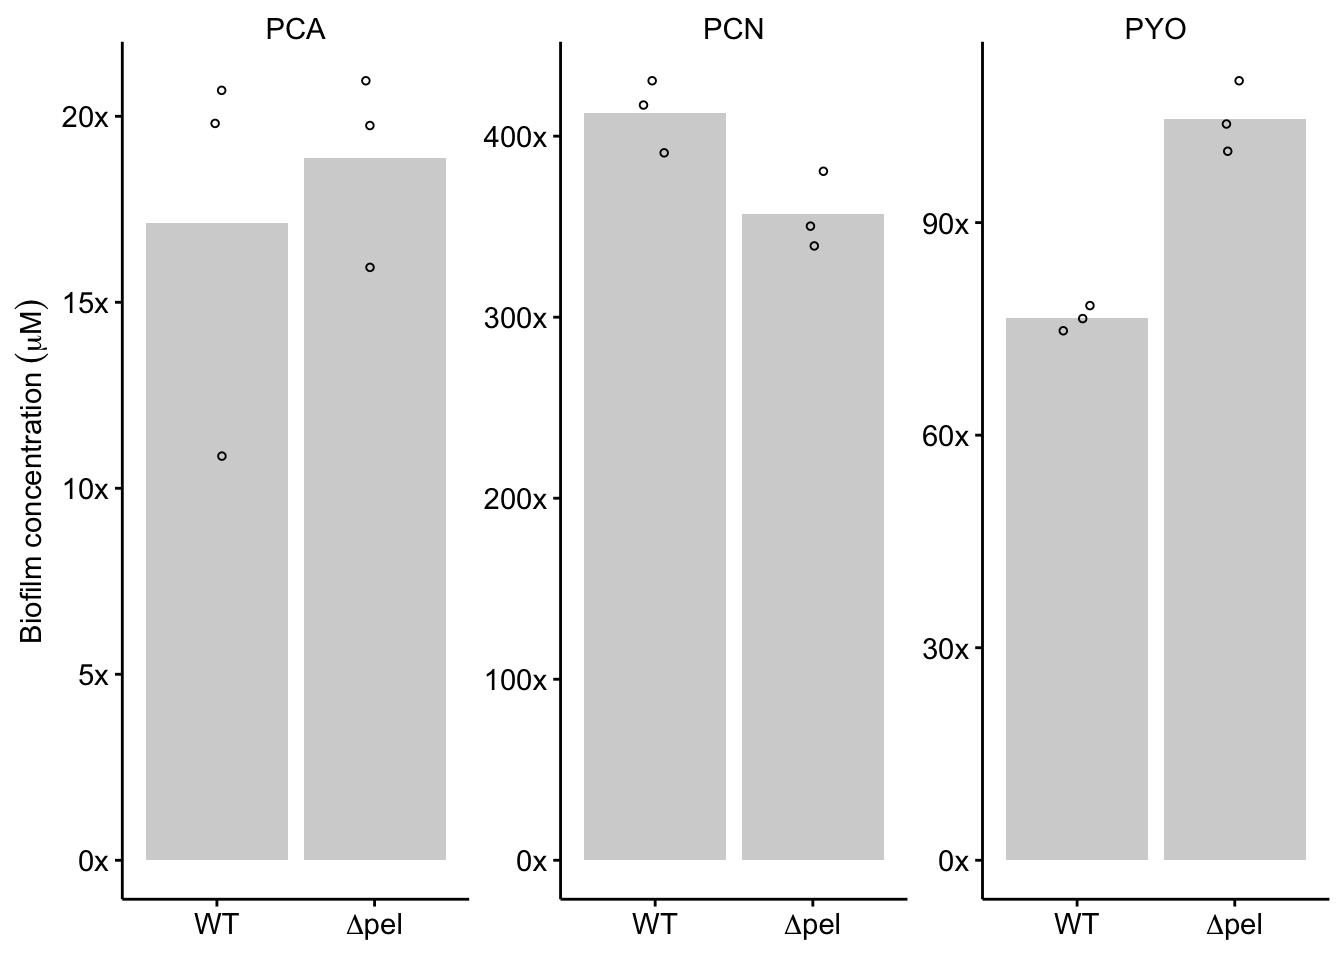 PCA
PCN
PYO
Biofilm concentration (μM)
20x
15x
10x
5x
0x
WT
Δpel
400x
300x
200x
100x
0x
WT
Δpel
90x
60x
30x
0x
WT
Δpel